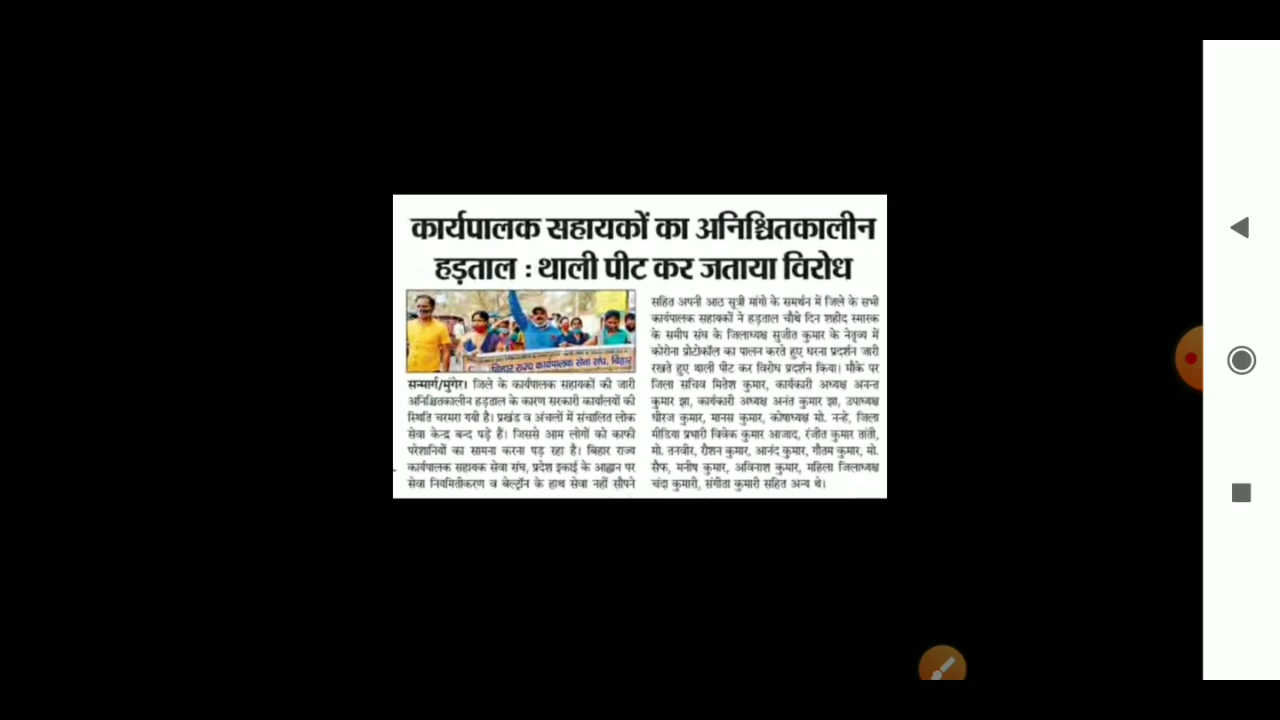 कार्यपालक सहायकों का अनिश्चितकालीन
हड़ताल : थाली पीट कर जताया विरोध
बिहार राज्य कार्यपालक सेवा संघ, बिहार
सन्मार्ग/मुंगेर। जिले के कार्यपालक सहायकों की जारी
अनिश्चितकालीन हड़ताल के कारण सरकारी कार्यालयों की
स्थिति चरमरा गयी है। प्रखंड व अंचलों में संचालित लोक
सेवा केन्द्र बन्द पड़े हैं। जिससे आम लोगों को काफी
परेशानियों का सामना करना पड़ रहा है। बिहार राज्य
कार्यपालक सहायक सेवा संघ, प्रदेश इकाई के आह्वान पर
सेवा नियमितीकरण व बेल्ट्रॉन के हाथ सेवा नहीं सौंपने
सहित अपनी आठ सूत्री मांगो के समर्थन में जिले के सभी
कार्यपालक सहायकों ने हड़ताल चौथे दिन शहीद स्मारक
के समीप संघ के जिलाध्यक्ष सुजीत कुमार के नेतृत्व में
कोरोना प्रोटोकॉल का पालन करते हुए धरना प्रदर्शन जारी
रखते हुए थाली पीट कर विरोध प्रदर्शन किया। मौके पर
जिला सचिव मितेश कुमार, कार्यकारी अध्यक्ष अनन्त
कुमार झा, कार्यकारी अध्यक्ष अनंत कुमार झा, उपाध्यक्ष
धीरज कुमार, मानस कुमार, कोषाध्यक्ष मो. नन्हे, जिला
मीडिया प्रभारी विवेक कुमार आजाद, रंजीत कुमार तांती,
मो. तनवीर, रौशन कुमार, आनंद कुमार, गौतम कुमार, मो.
सैफ, मनीष कुमार, अविनाश कुमार, महिला जिलाध्यक्ष
चंदा कुमारी, संगीता कुमारी सहित अन्य थे।